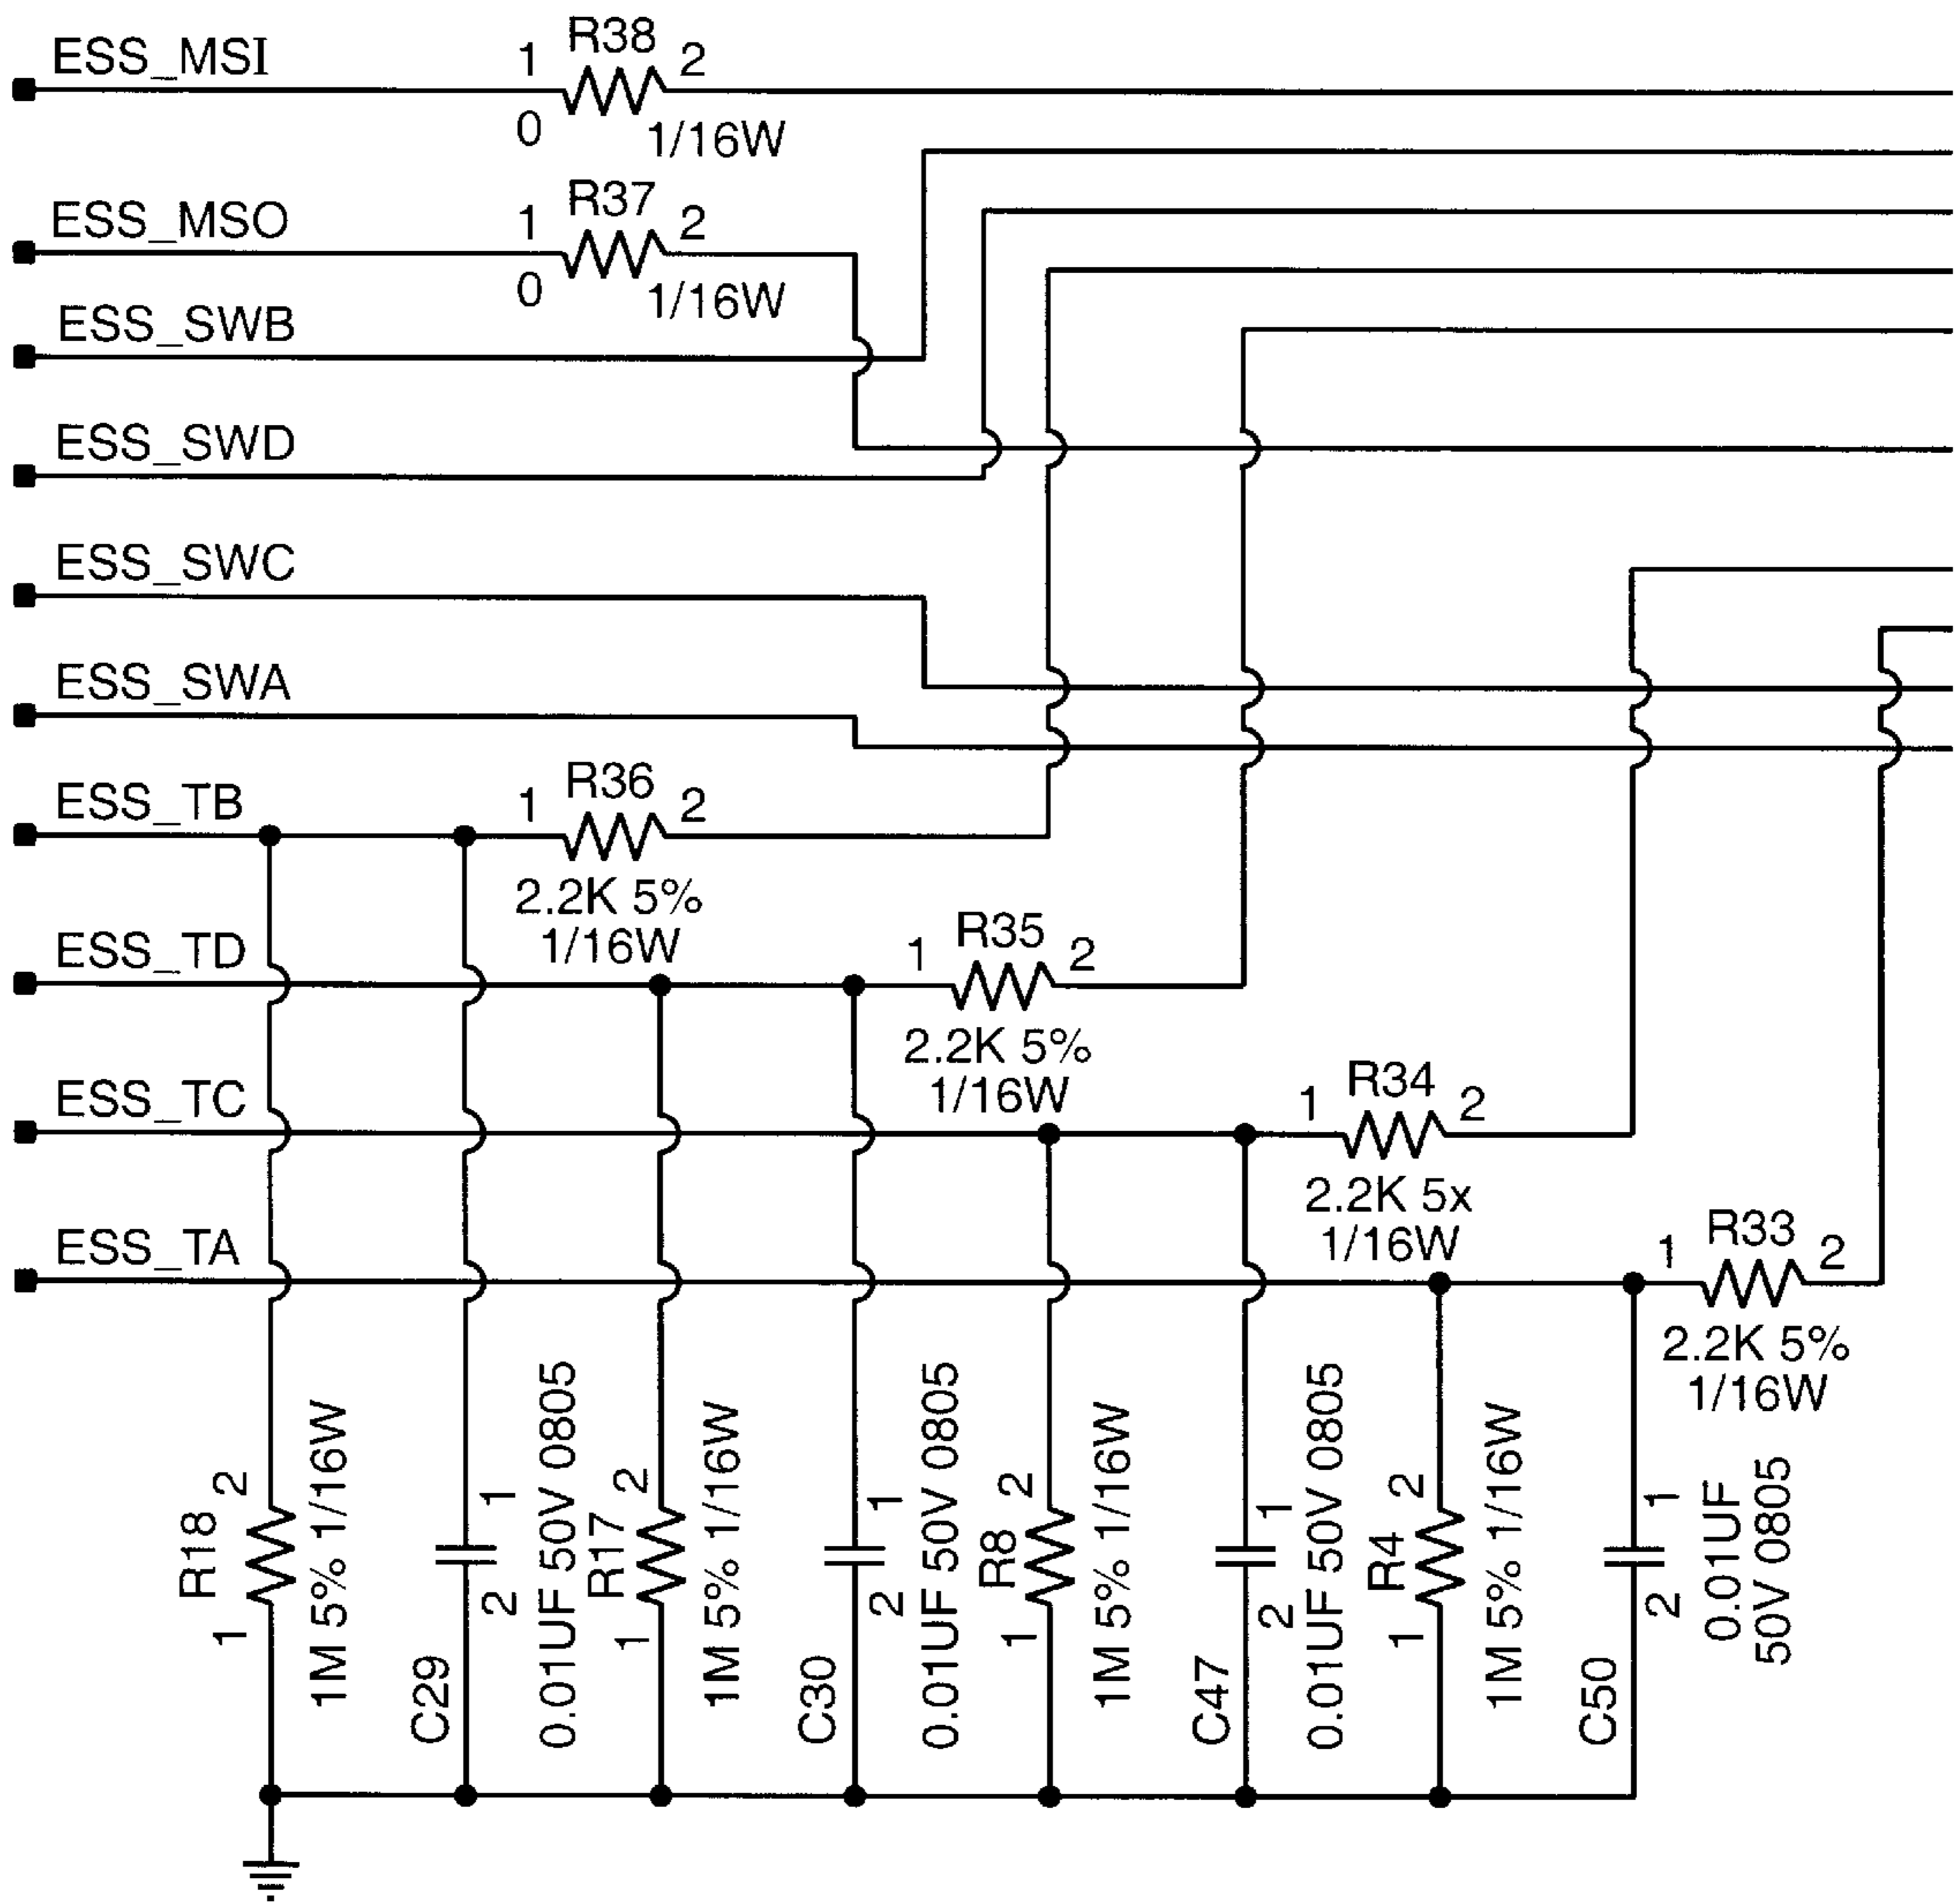 ESS_MSI
1
R38
2
0
1/16W
ESS_MSO
1
R37
2
0
1/16W
ESS_SWB
ESS_SWD
ESS_SWC
ESS_SWA
ESS_TB
1
R36
2
2.2K 5%
1/16W
ESS_TD
1
R35
2
2.2K 5%
1/16W
ESS_TC
1
R34
2
2.2K 5x
1/16W
ESS_TA
1
R33
2
2.2K 5%
1/16W
R18
2
1
1M 5% 1/16W
C29
1
2
0.01UF 50V 0805
R17
2
1
1M 5% 1/16W
C30
1
2
0.01UF 50V 0805
R8
2
1
1M 5% 1/16W
C47
1
2
0.01UF 50V 0805
R4
2
1
1M 5% 1/16W
C50
1
2
0.01UF
50V 0805